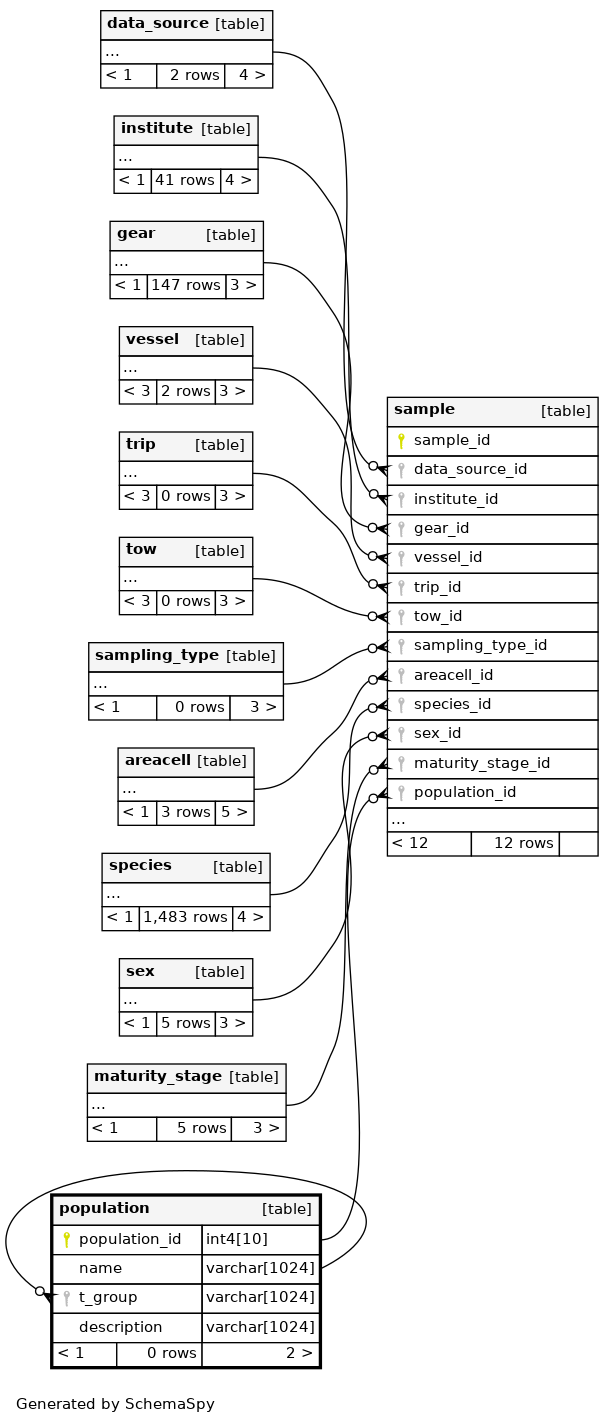 data_source [table]
...
< 1 2 rows 4 >
institute [table]
...
< 1 41 rows 4 >
gear [table]
...
< 1 147 rows 3 >
vessel [table]
...
< 3 2 rows 3 >
trip [table]
...
< 3 0 rows 3 >
tow [table]
...
< 3 0 rows 3 >
sampling_type [table]
...
< 1 0 rows 3 >
areacell [table]
...
< 1 3 rows 5 >
species [table]
...
< 1 1,483 rows 4 >
sex [table]
...
< 1 5 rows 3 >
maturity_stage [table]
...
< 1 5 rows 3 >
sample [table]
sample_id
data_source_id
institute_id
gear_id
vessel_id
trip_id
tow_id
sampling_type_id
areacell_id
species_id
sex_id
maturity_stage_id
population_id
...
< 12 12 rows
population [table]
population_id int4[10]
name varchar[1024]
t_group varchar[1024]
description varchar[1024]
< 1 0 rows 2 >
Generated by SchemaSpy